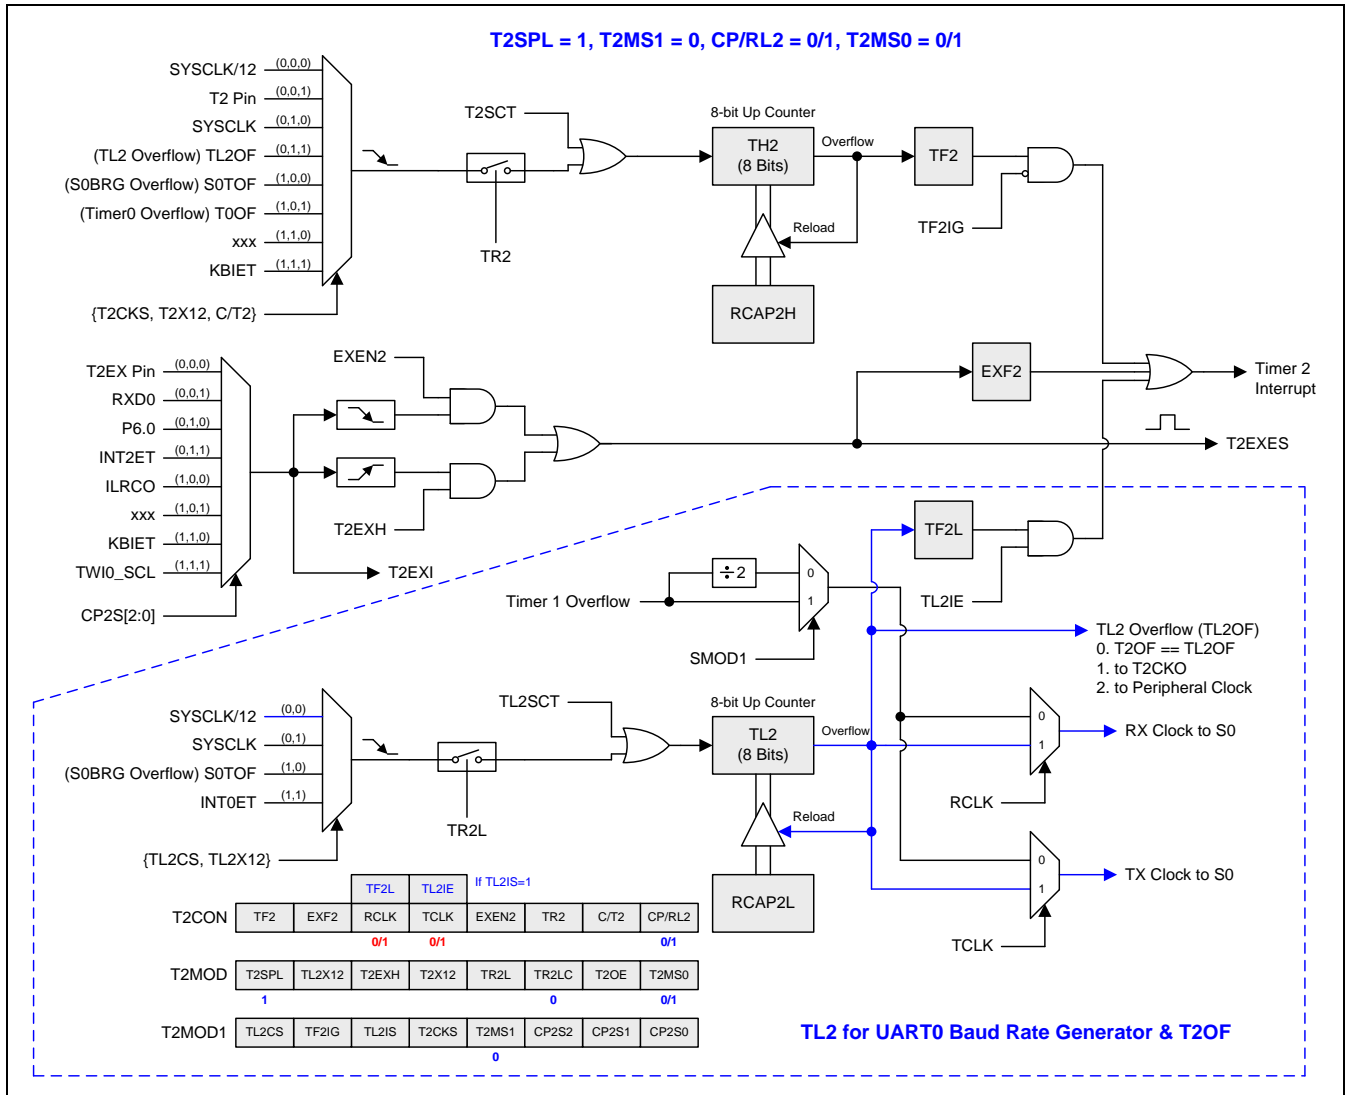 T2SPL = 1, T2MS1 = 0, CP/RL2 = 0/1, T2MS0 = 0/1
SYSCLK/12 (0,0,0)
T2 Pin (0,0,1)
SYSCLK (0,1,0)
(TL2 Overflow) TL2OF (0,1,1)
(S0BRG Overflow) S0TOF (1,0,0)
(Timer0 Overflow) T0OF (1,0,1)
xxx (1,1,0)
KBIET (1,1,1)
{T2CKS, T2X12, C/T2}
TR2
T2SCT
8-bit Up Counter
TH2
(8 Bits)
Overflow
Reload
RCAP2H
TF2
TF2IG
T2EX Pin (0,0,0)
RXD0 (0,0,1)
P6.0 (0,1,0)
INT2ET (0,1,1)
ILRCO (1,0,0)
xxx (1,0,1)
KBIET (1,1,0)
TWI0_SCL (1,1,1)
CP2S[2:0]
EXEN2
T2EXH
T2EXI
EXF2
Timer 2
Interrupt
T2EXES
TF2L
TL2IE
Timer 1 Overflow
÷2
0
1
SMOD1
TL2 Overflow (TL2OF)
0. T2OF == TL2OF
1. to T2CKO
2. to Peripheral Clock
SYSCLK/12 (0,0)
SYSCLK (0,1)
(S0BRG Overflow) S0TOF (1,0)
INT0ET (1,1)
{TL2CS, TL2X12}
TR2L
TL2SCT
8-bit Up Counter
TL2
(8 Bits)
Overflow
Reload
RCAP2L
0
1
RX Clock to S0
RCLK
0
1
TX Clock to S0
TCLK
TF2L TL2IE If TL2IS=1
T2CON TF2 EXF2 RCLK TCLK EXEN2 TR2 C/T2 CP/RL2
0/1 0/1 0/1
T2MOD T2SPL TL2X12 T2EXH T2X12 TR2L TR2LC T2OE T2MS0
1 0 0/1
T2MOD1 TL2CS TF2IG TL2IS T2CKS T2MS1 CP2S2 CP2S1 CP2S0
0
TL2 for UART0 Baud Rate Generator & T2OF